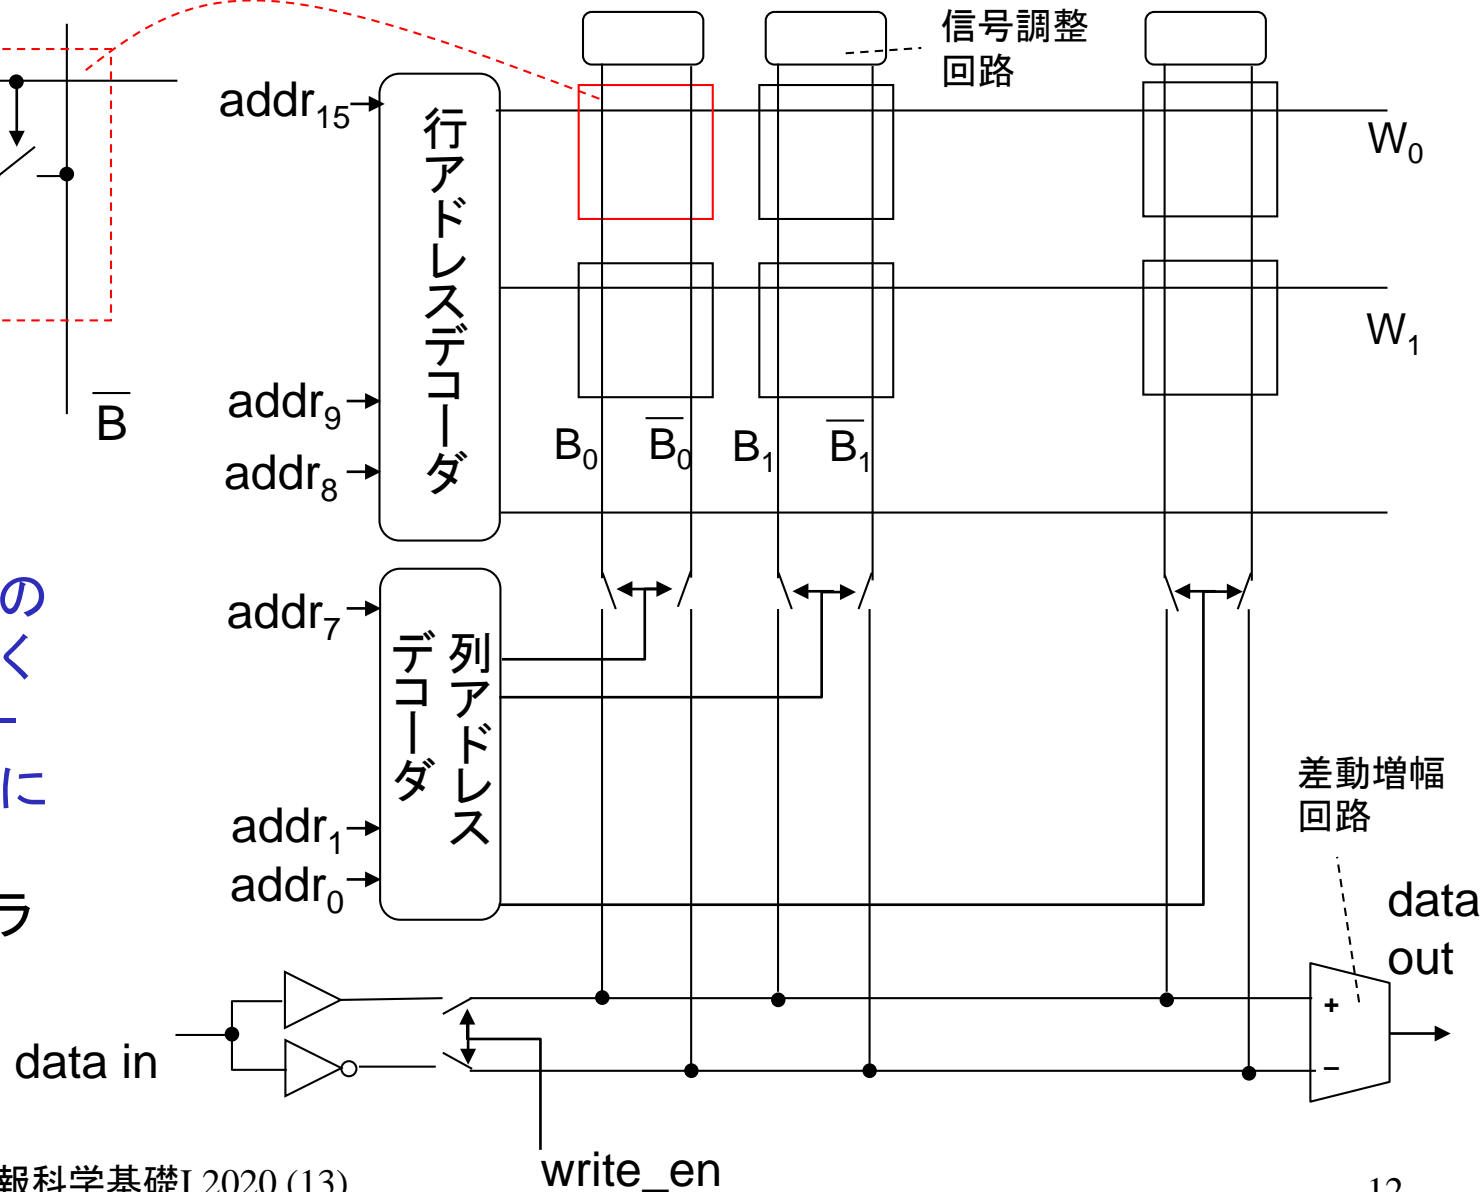 信号調整
回路
addr15
行アドレスデコーダ
W0
W1
B
addr9
addr8
B0
B0
B1
B1
の
く
ー
に
ラ
addr7
列アドレス
デコーダ
addr1
addr0
差動増幅
回路
data
out
+
−
data in
write_en
報科学基礎I 2020 (13)
12